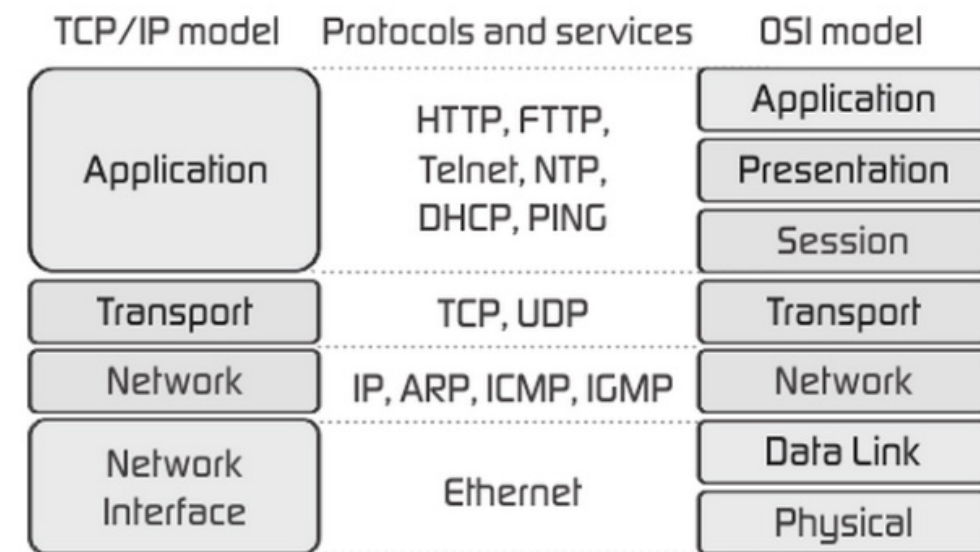 TCP/IP model Protocols and services OSI model
Application
HTTP, FTTP,
Telnet, NTP,
DHCP, PING
Application
Presentation
Session
Transport
TCP, UDP
Transport
Network
IP, ARP, ICMP, IGMP
Network
Network
Interface
Ethernet
Data Link
Physical